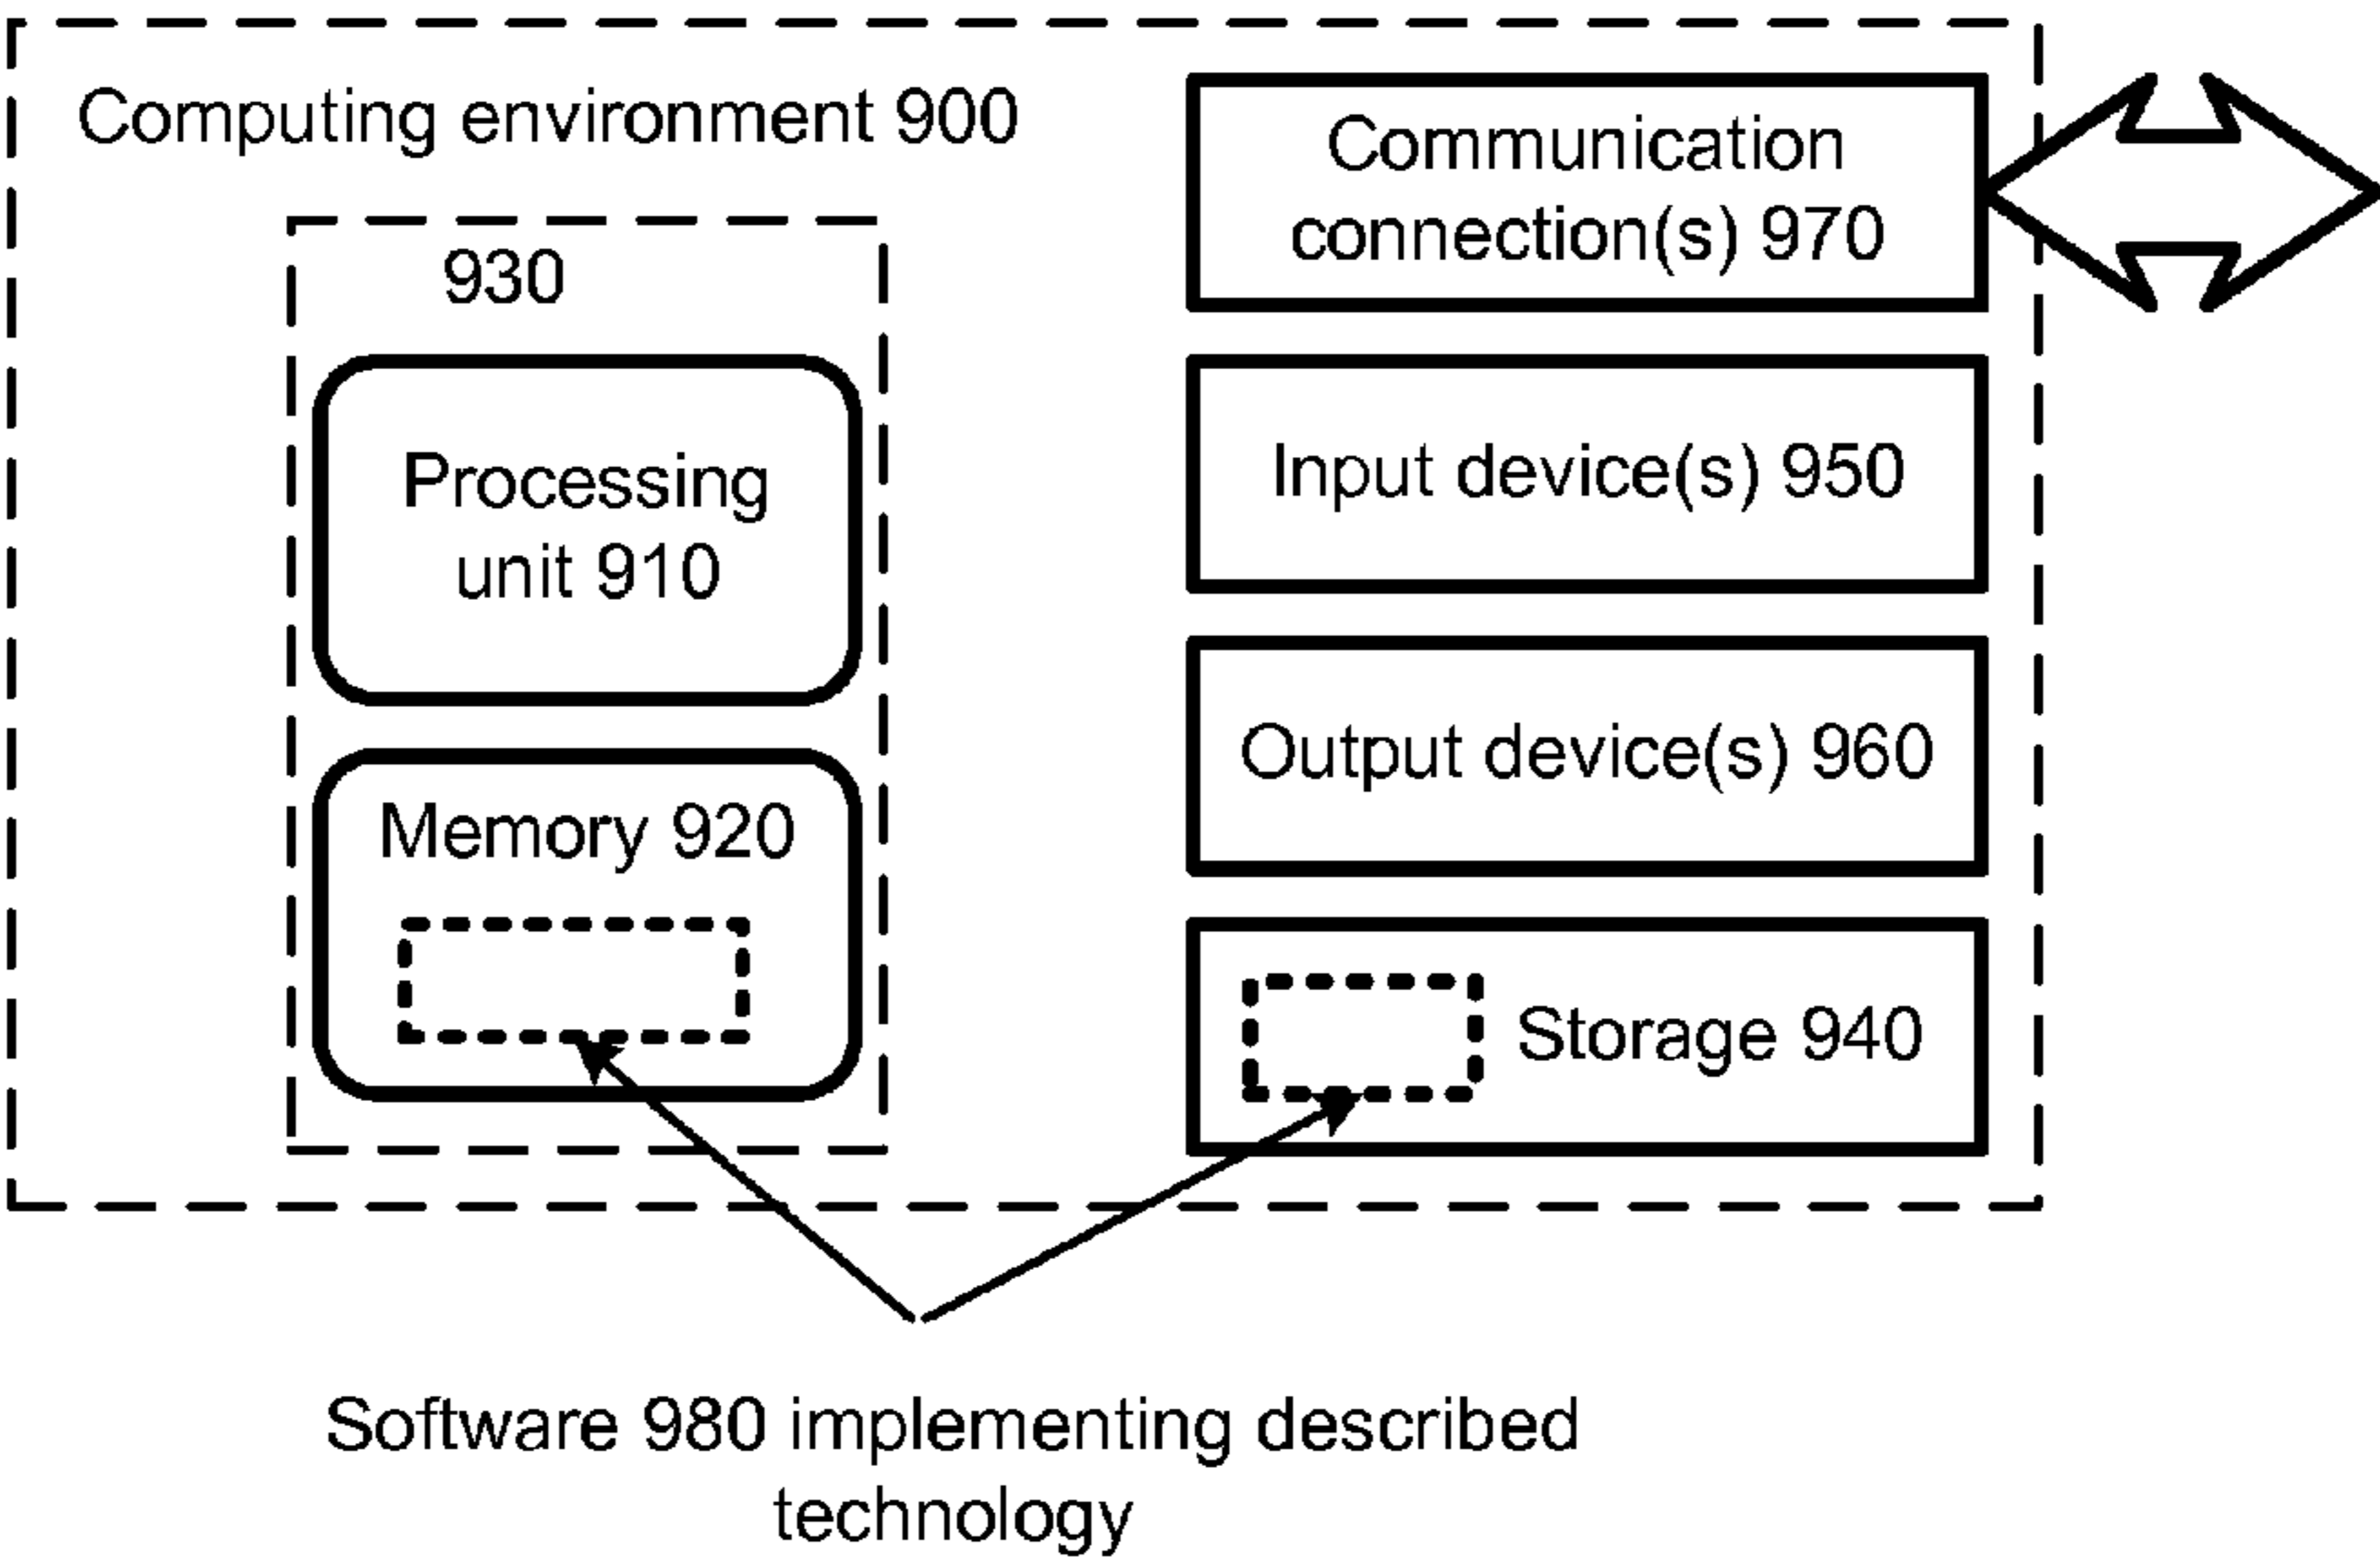 Computing environment 900
930
Processing
unit 910
Memory 920
Communication
connection(s) 970
Input device(s) 950
Output device(s) 960
Storage 940
Software 980 implementing described
technology